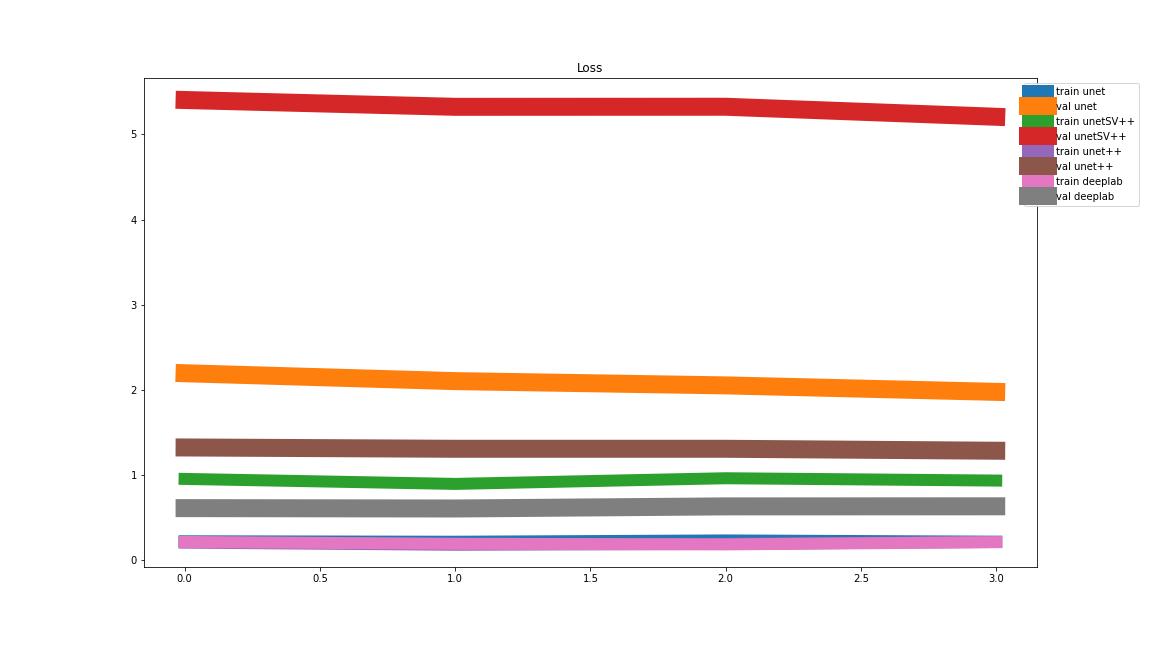 Loss
train unet
val unet
train unetSV++
val unetSV++
train unet++
val unet++
train deeplab
val deeplab
5
4
3
2
1
0
0.0 0.5 1.0 1.5 2.0 2.5 3.0